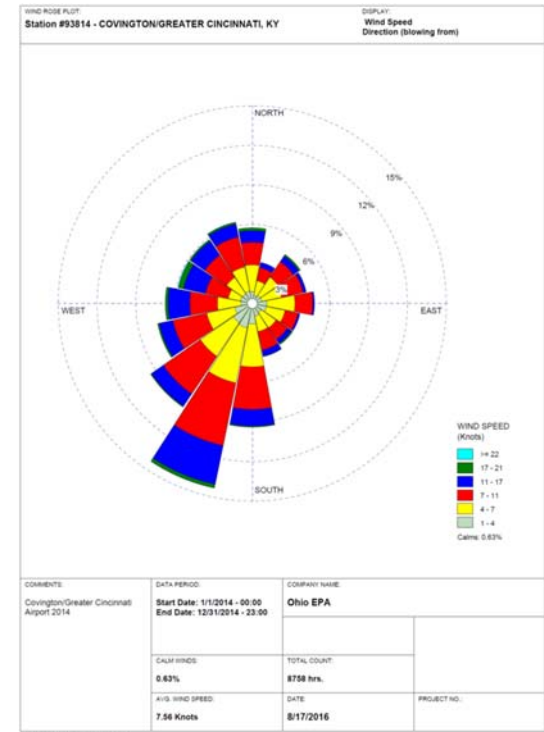 WIND ROSE PLOT:
Station #93814 - COVINGTON/GREATER CINCINNATI, KY
DISPLAY:
Wind Speed
Direction (blowing from)
NORTH
15%
12%
9%
6%
3%
WEST
EAST
SOUTH
WIND SPEED
(Knots)
>= 22
17 - 21
11 - 17
7 - 11
4 - 7
1 - 4
Calms: 0.63%
COMMENTS:
Covington/Greater Cincinnati
Airport 2014
DATA PERIOD:
Start Date: 1/1/2014 - 00:00
End Date: 12/31/2014 - 23:00
COMPANY NAME:
Ohio EPA
CALM WINDS:
0.63%
TOTAL COUNT:
8758 hrs.
AVG. WIND SPEED:
7.56 Knots
DATE:
8/17/2016
PROJECT NO.: